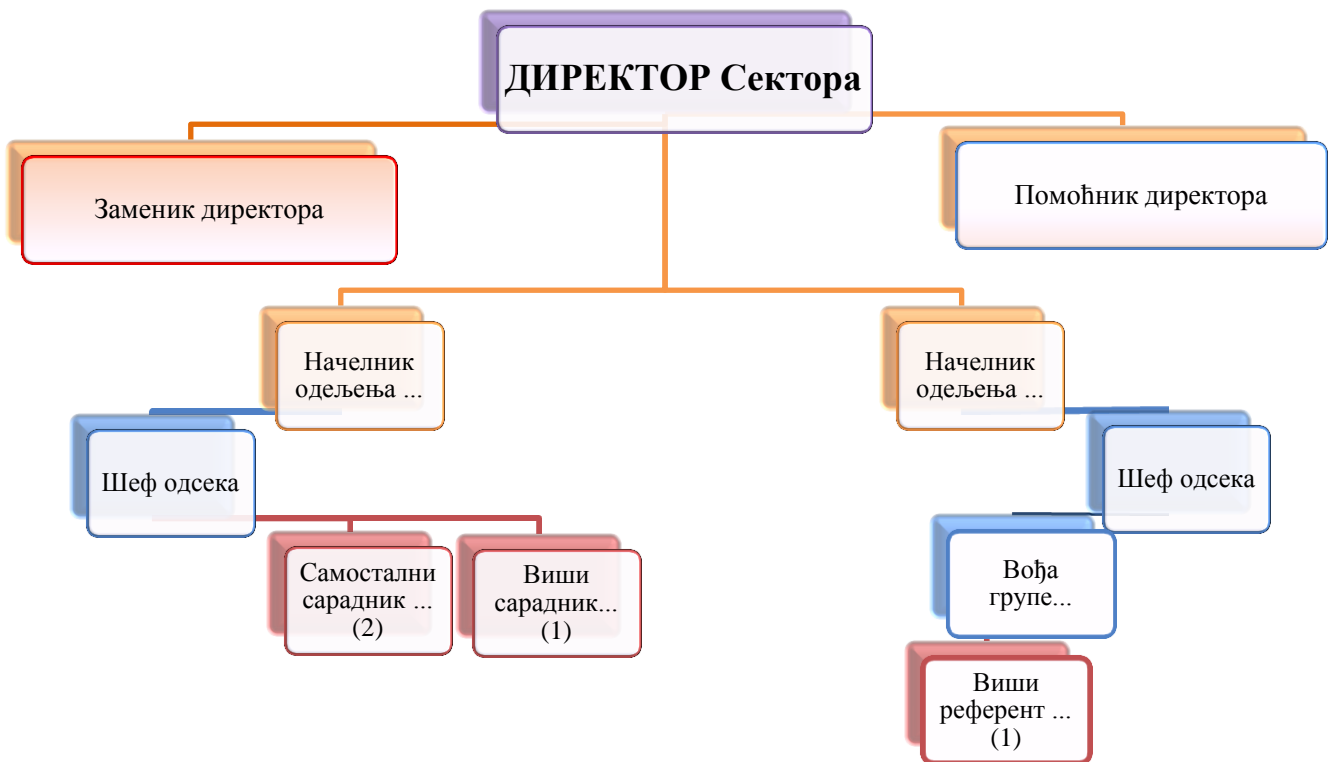 ДИРЕКТОР Сектора
Заменик директора
Помоћник директора
Начелник
одељења ...
Начелник
одељења ...
Шеф одсека
Шеф одсека
Самостални
сарадник ...
(2)
Виши
сарадник...
(1)
Вођа
групе...
Виши
референт ...
(1)